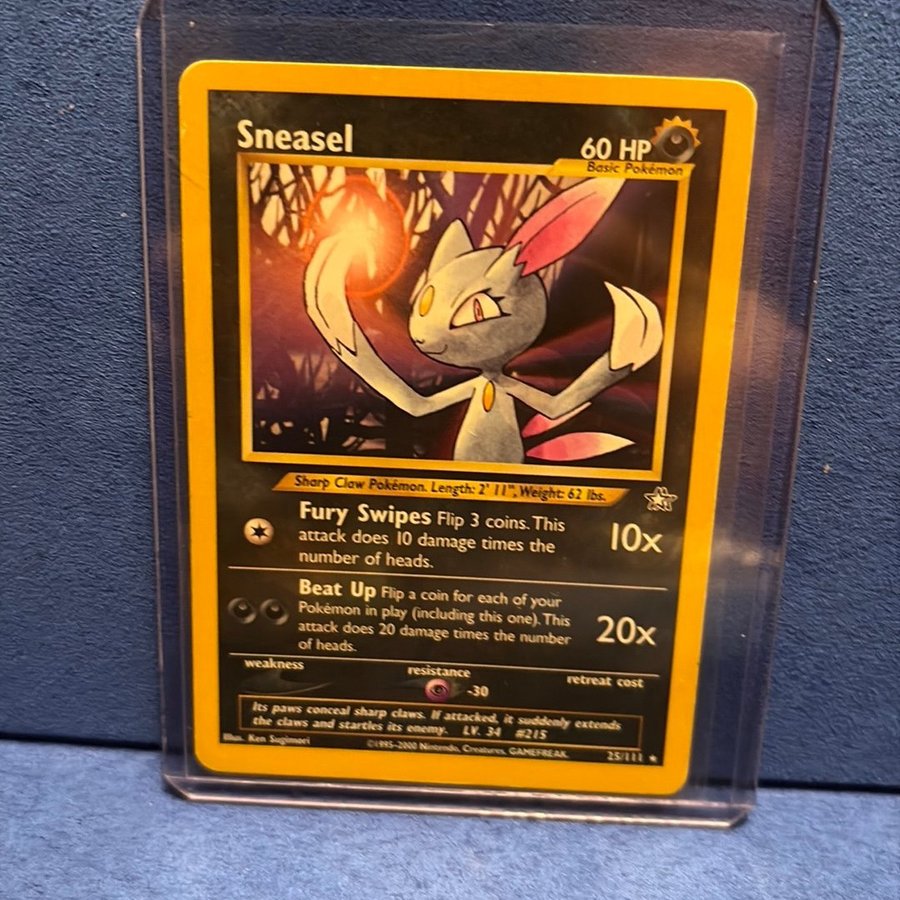 Sneasel
60 HP
Basic Pokémon
Sharp Claw Pokémon. Length: 2' 11", Weight: 62 lbs.
Fury Swipes Flip 3 coins. This
attack does 10 damage times the
number of heads.
10x
Beat Up Flip a coin for each of your
Pokémon in play (including this one). This
attack does 20 damage times the number
of heads.
20x
weakness
resistance
-30
retreat cost
Its paws conceal sharp claws. If attacked, it suddenly extends
the claws and startles its enemy. LV. 34 #215
Illus. Ken Sugimori
©1995-2000 Nintendo, Creatures, GAMEFREAK.
25/111 ★